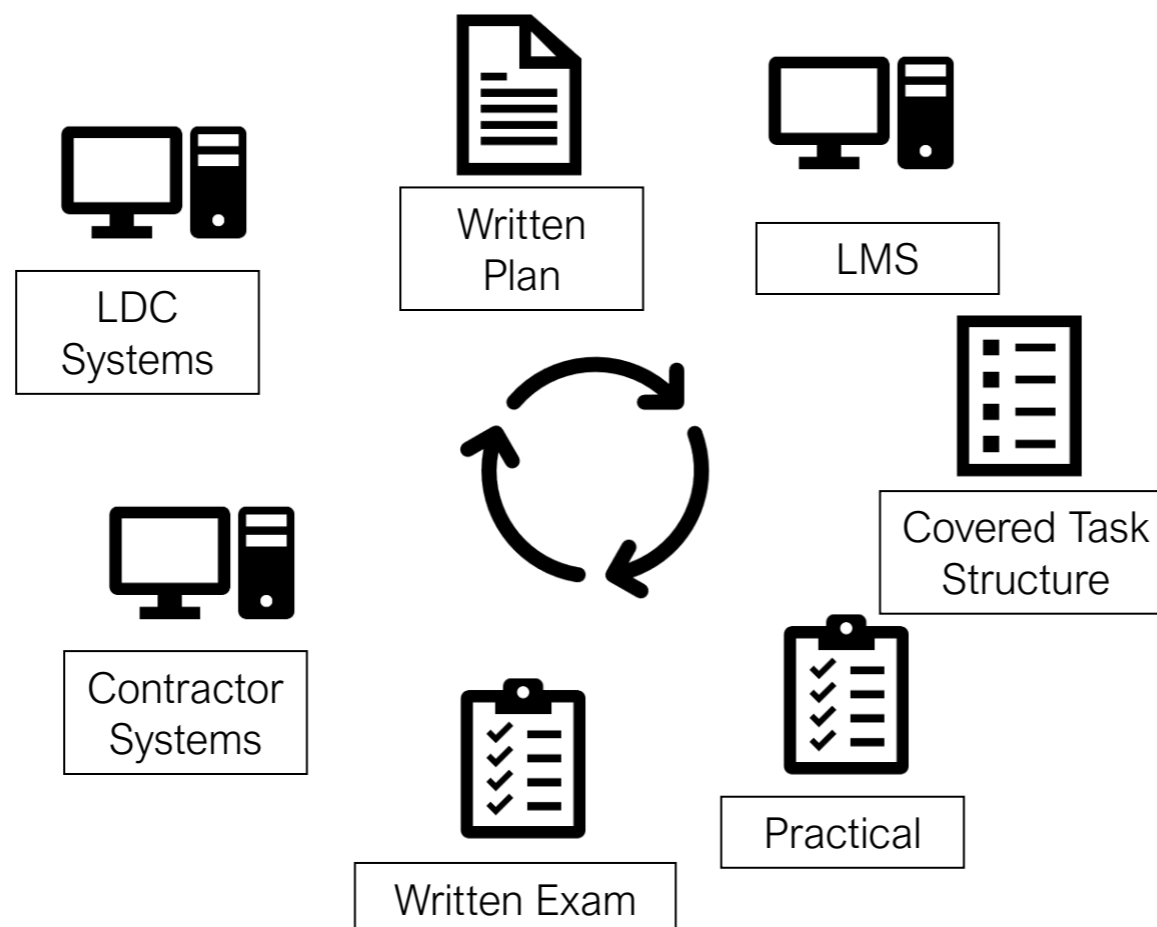 Written
Plan
LMS
LDC
Systems
Covered Task
Structure
Contractor
Systems
Practical
Written Exam